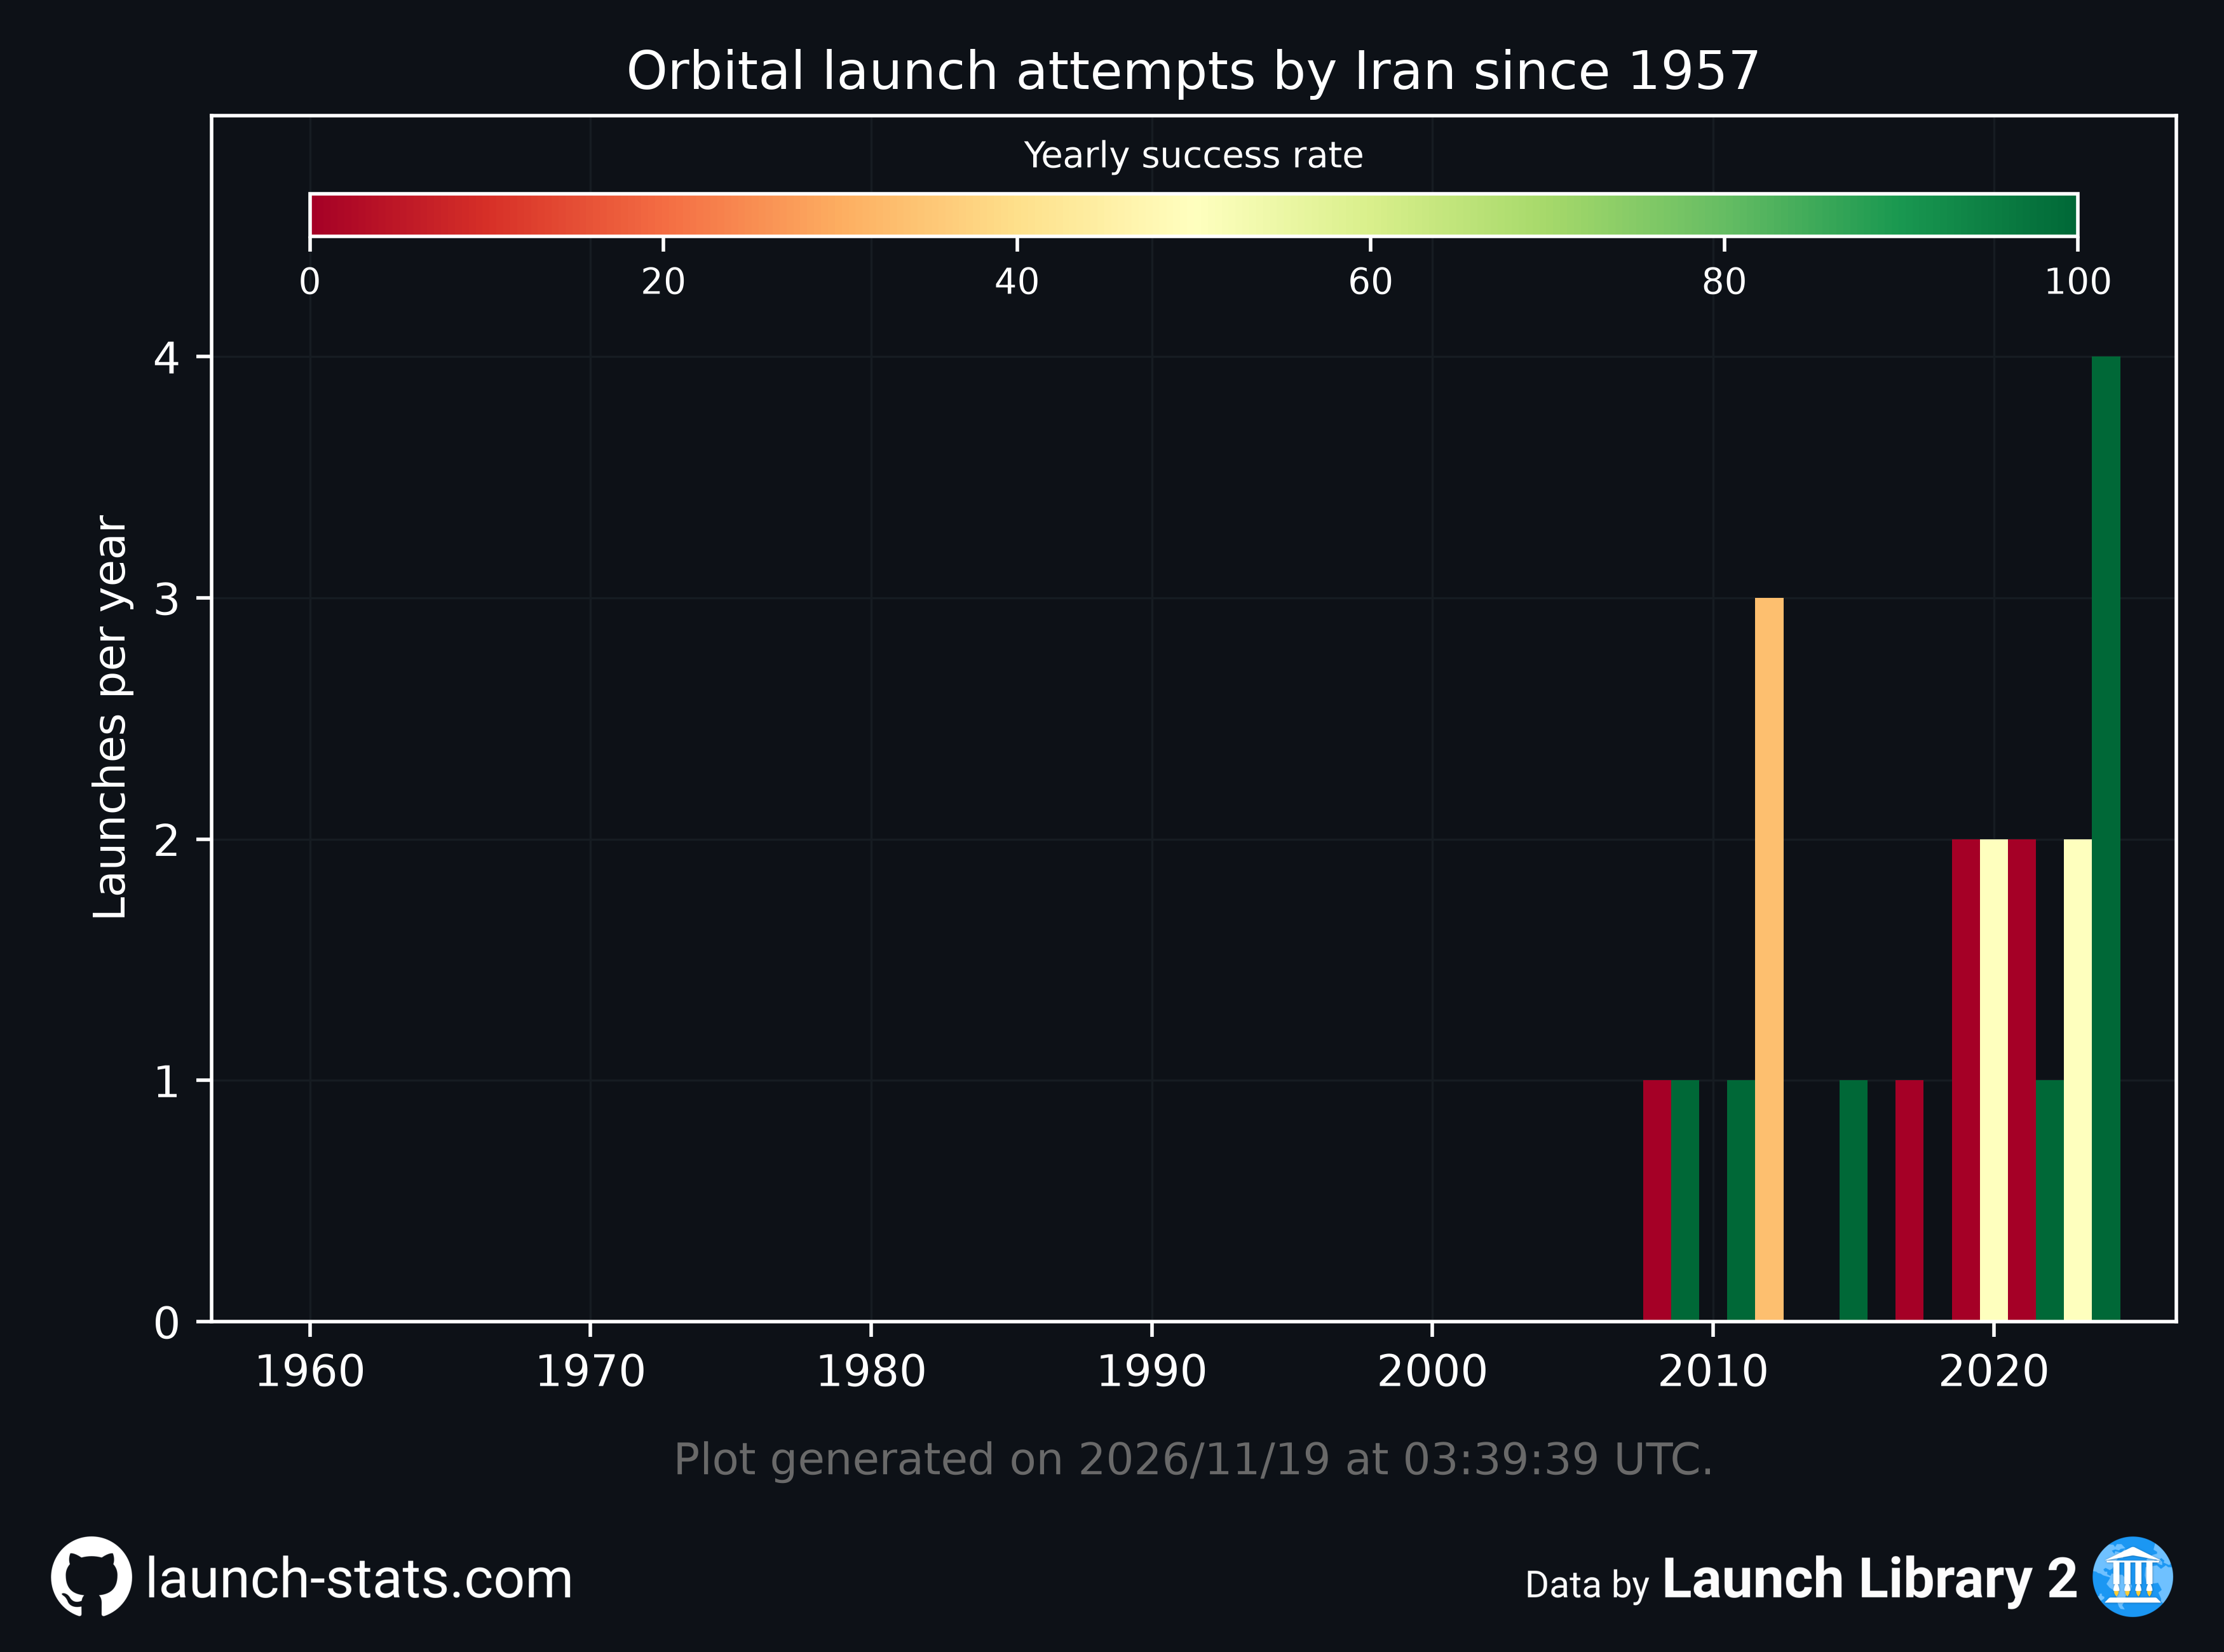 Orbital launch attempts by Iran since 1957
Yearly success rate
0 20 40 60 80 100
4
3
2
1
0
Launches per year
1960 1970 1980 1990 2000 2010 2020
Plot generated on 2026/11/19 at 03:39:39 UTC.
launch-stats.com
Data by Launch Library 2